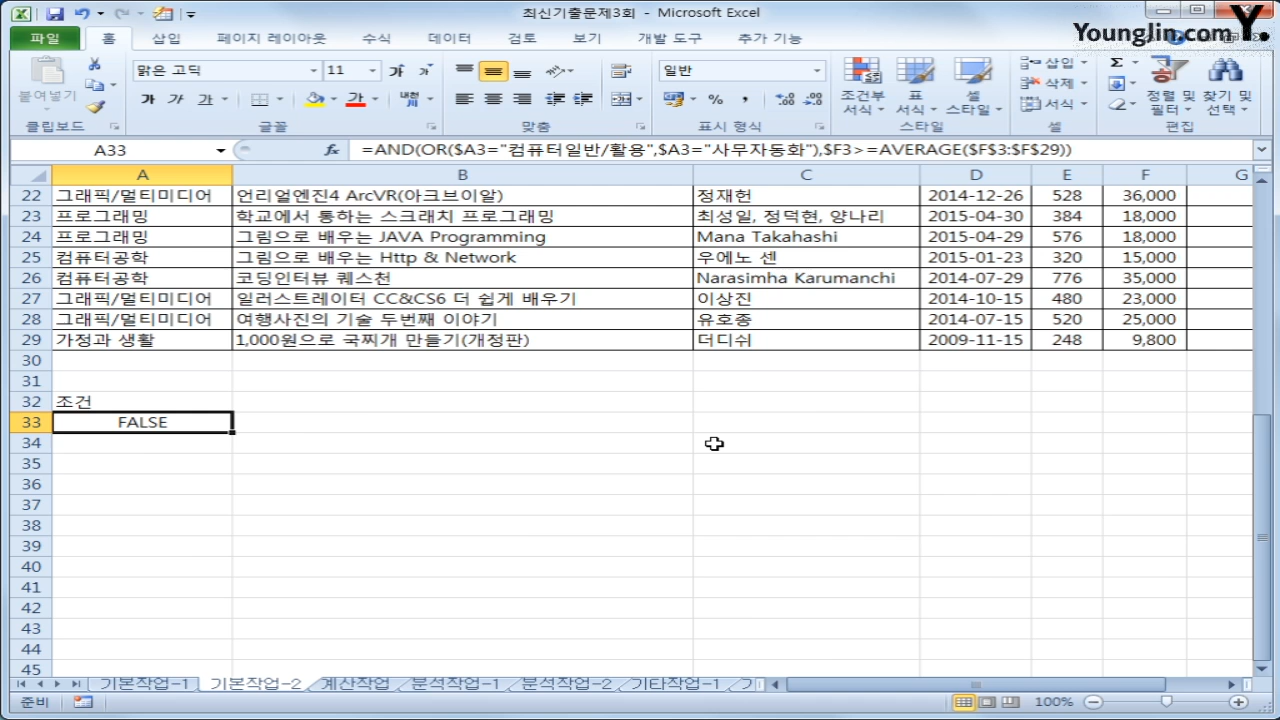 최신기출문제3회 - Microsoft Excel
Younglin.com Y.
파일 홈 삽입 페이지 레이아웃 수식 데이터 검토 보기 개발 도구 추가 기능
붙여넣기
맑은 고딕 11
가 가
가 가 가
가
내천
일반
% ,
조건부 서식
표 서식
셀 스타일
삽입
삭제
서식
Σ
정렬 및 필터
찾기 및 선택
클립보드 글꼴 맞춤 표시 형식 스타일 셀 편집
A33 fx =AND(OR($A3="컴퓨터일반/활용",$A3="사무자동화"),$F3>=AVERAGE($F$3:$F$29))
A B C D E F G
22 그래픽/멀티미디어 언리얼엔진4 ArcVR(아크브이알) 정재헌 2014-12-26 528 36,000
23 프로그래밍 학교에서 통하는 스크래치 프로그래밍 최성일, 정덕현, 양나리 2015-04-30 384 18,000
24 프로그래밍 그림으로 배우는 JAVA Programming Mana Takahashi 2015-04-29 576 18,000
25 컴퓨터공학 그림으로 배우는 Http & Network 우에노 센 2015-01-23 320 15,000
26 컴퓨터공학 코딩인터뷰 퀘스천 Narasimha Karumanchi 2014-07-29 776 35,000
27 그래픽/멀티미디어 일러스트레이터 CC&CS6 더 쉽게 배우기 이상진 2014-10-15 480 23,000
28 그래픽/멀티미디어 여행사진의 기술 두번째 이야기 유호종 2014-07-15 520 25,000
29 가정과 생활 1,000원으로 국찌개 만들기(개정판) 더디쉬 2009-11-15 248 9,800
30
31
32 조건
33 FALSE
34
35
36
37
38
39
40
41
42
43
44
45
기본작업-1 기본작업-2 계산작업 분석작업-1 분석작업-2 기타작업-1
준비 100%